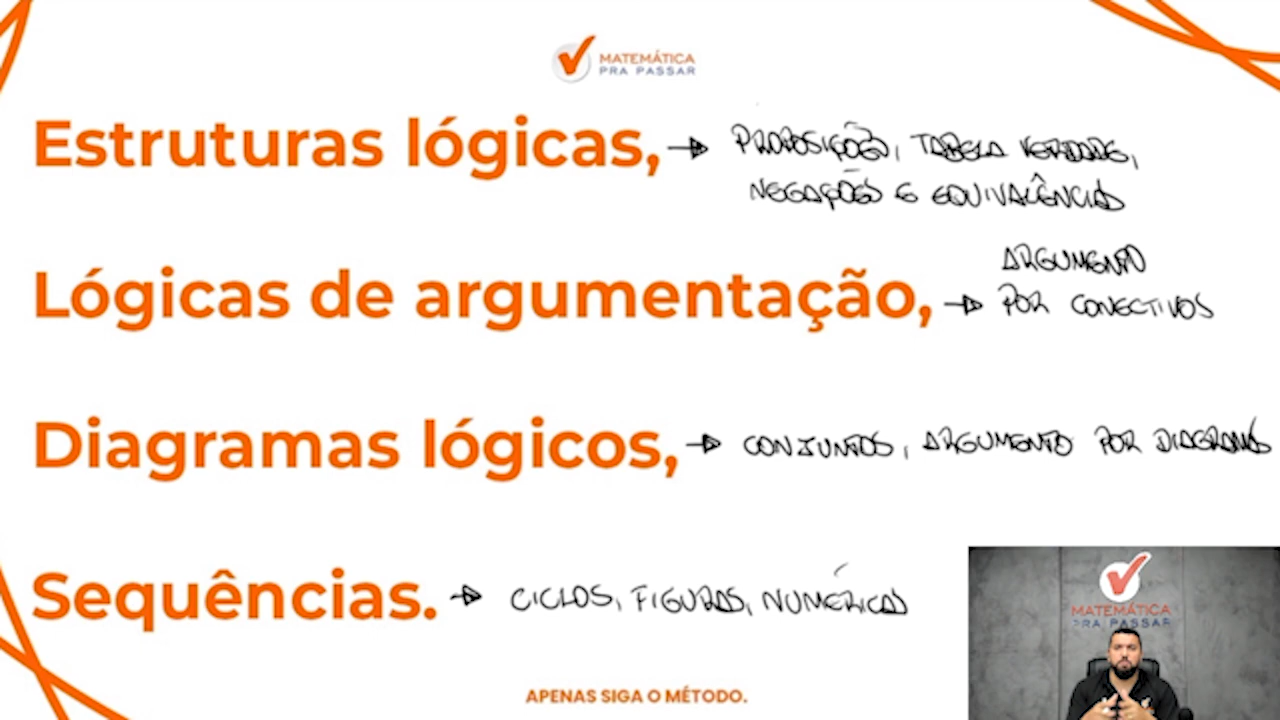 MATEMÁTICA
PRA PASSAR
Estruturas lógicas, → PROPOSIÇÕES, TABELA VERDADE,
NEGAÇÕES E EQUIVALÊNCIAS
ARGUMENTO
Lógicas de argumentação, → POR CONECTIVOS
Diagramas lógicos, → CONJUNTOS, ARGUMENTO POR DIAGRAMAS
Sequências. → CICLOS, FIGURAS, NUMÉRICAS
MATEMÁTICA
PRA PASSAR
APENAS SIGA O MÉTODO.